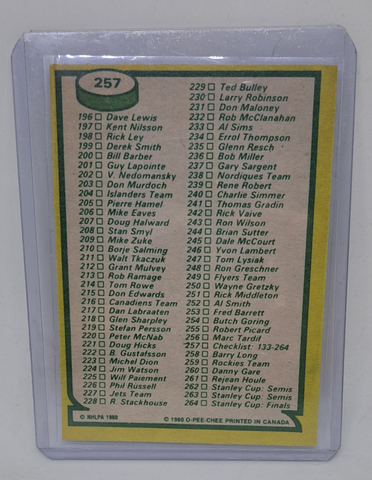 257
196 Dave Lewis
197 Kent Nilsson
198 Rick Ley
199 Derek Smith
200 Bill Barber
201 Guy Lapointe
202 V. Nedomansky
203 Don Murdoch
204 Islanders Team
205 Pierre Hamel
206 Mike Eaves
207 Doug Halward
208 Stan Smyl
209 Mike Zuke
210 Borje Salming
211 Walt Tkaczuk
212 Grant Mulvey
213 Rob Ramage
214 Tom Rowe
215 Don Edwards
216 Canadiens Team
217 Dan Labraaten
218 Glen Sharpley
219 Stefan Persson
220 Peter McNab
221 Doug Hicks
222 B. Gustafsson
223 Michel Dion
224 Jim Watson
225 Will Paiement
226 Phil Russell
227 Jets Team
228 R. Stackhouse
229 Ted Bulley
230 Larry Robinson
231 Don Maloney
232 Rob McClanahan
233 Al Sims
234 Errol Thompson
235 Glenn Resch
236 Bob Miller
237 Gary Sargent
238 Nordiques Team
239 Rene Robert
240 Charlie Simmer
241 Thomas Gradin
242 Rick Vaive
243 Ron Wilson
244 Brian Sutter
245 Dale McCourt
246 Yvon Lambert
247 Tom Lysiak
248 Ron Greschner
249 Flyers Team
250 Wayne Gretzky
251 Rick Middleton
252 Al Smith
253 Fred Barrett
254 Butch Goring
255 Robert Picard
256 Marc Tardif
257 Checklist: 133-264
258 Barry Long
259 Rockies Team
260 Danny Gare
261 Rejean Houle
262 Stanley Cup: Semis
263 Stanley Cup: Semis
264 Stanley Cup: Finals
© NHLPA 1980
© 1980 O-PEE-CHEE PRINTED IN CANADA